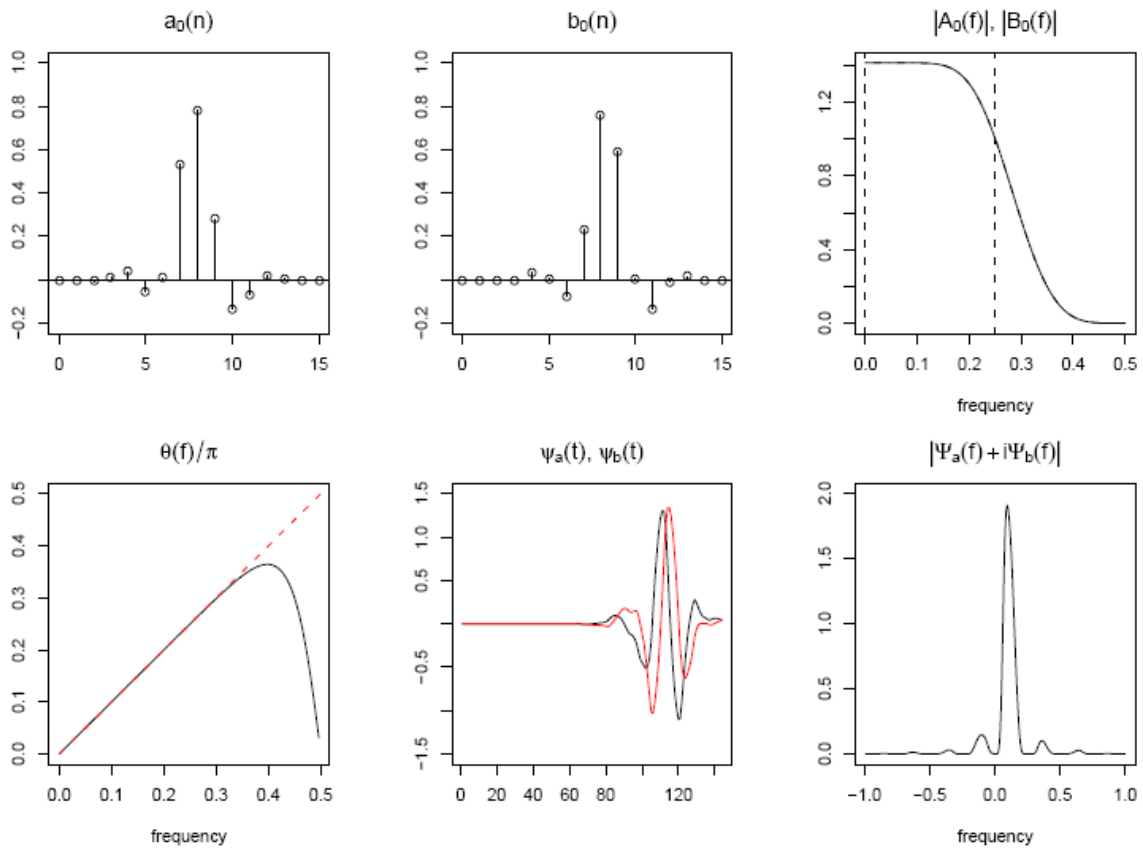 a₀(n)
1.0
0.8
0.6
0.4
0.2
−0.2
0 5 10 15
b₀(n)
1.0
0.8
0.6
0.4
0.2
−0.2
0 5 10 15
|A₀(f)|, |B₀(f)|
1.2
0.8
0.4
0.0
0.0 0.1 0.2 0.3 0.4 0.5
frequency
θ(f)/π
0.5
0.4
0.3
0.2
0.1
0.0
0.0 0.1 0.2 0.3 0.4 0.5
frequency
ψₐ(t), ψ_b(t)
1.5
0.5
−0.5
−1.5
0 20 40 60 80 120
|Ψₐ(f) + iΨ_b(f)|
2.0
1.5
1.0
0.5
0.0
−1.0 −0.5 0.0 0.5 1.0
frequency